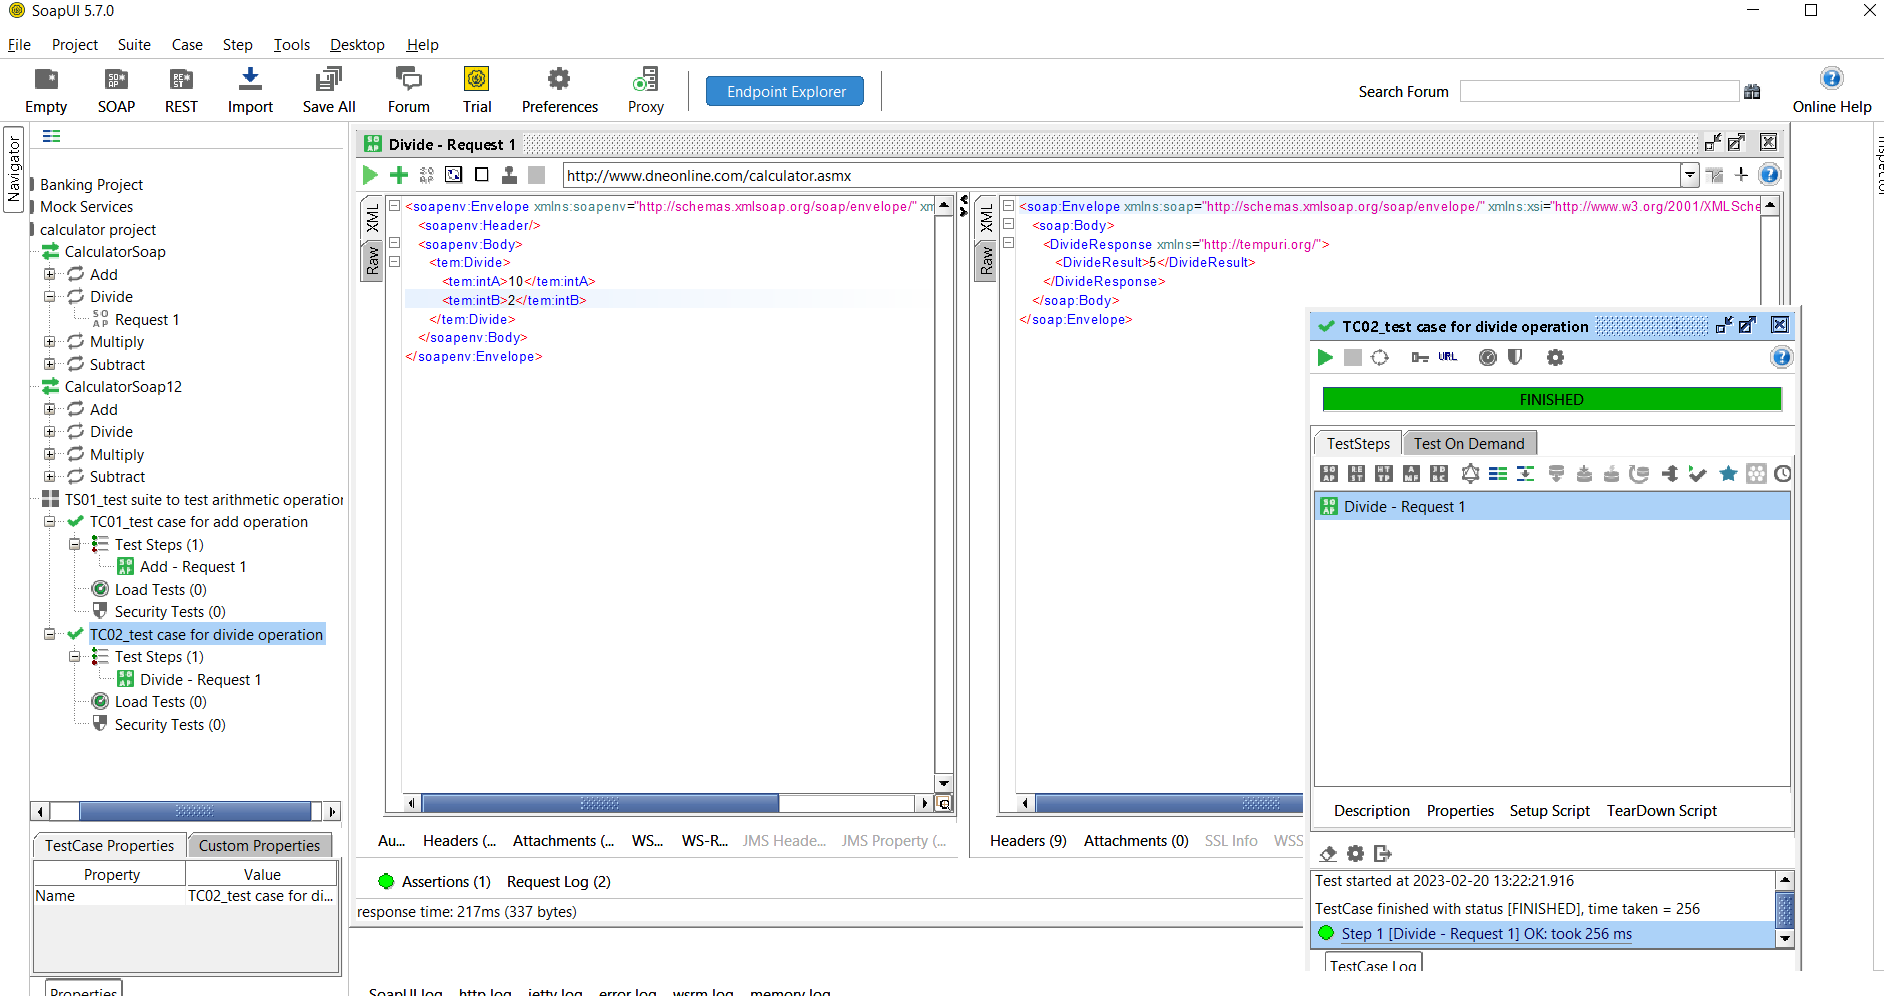 SoapUI 5.7.0
File Project Suite Case Step Tools Desktop Help
Empty SOAP REST Import Save All Forum Trial Preferences Proxy Endpoint Explorer Search Forum Online Help
Navigator
Banking Project
Mock Services
calculator project
CalculatorSoap
Add
Divide
Request 1
Multiply
Subtract
CalculatorSoap12
Add
Divide
Multiply
Subtract
TS01_test suite to test arithmetic operation
TC01_test case for add operation
Test Steps (1)
Add - Request 1
Load Tests (0)
Security Tests (0)
TC02_test case for divide operation
Test Steps (1)
Divide - Request 1
Load Tests (0)
Security Tests (0)
TestCase Properties Custom Properties
Property Value
Name TC02_test case for di...
Properties
Divide - Request 1
http://www.dneonline.com/calculator.asmx
XML
Raw
<soapenv:Envelope xmlns:soapenv="http://schemas.xmlsoap.org/soap/envelope/" xm
<soapenv:Header/>
<soapenv:Body>
<tem:Divide>
<tem:intA>10</tem:intA>
<tem:intB>2</tem:intB>
</tem:Divide>
</soapenv:Body>
</soapenv:Envelope>
Au... Headers (... Attachments (... WS... WS-R... JMS Heade... JMS Property (...
XML
Raw
<soap:Envelope xmlns:soap="http://schemas.xmlsoap.org/soap/envelope/" xmlns:xsi="http://www.w3.org/2001/XMLSche
<soap:Body>
<DivideResponse xmlns="http://tempuri.org/">
<DivideResult>5</DivideResult>
</DivideResponse>
</soap:Body>
</soap:Envelope>
Headers (9) Attachments (0) SSL Info WSS
Assertions (1) Request Log (2)
response time: 217ms (337 bytes)
SoapUI log http log jetty log error log wsrm log memory log
Inspector
TC02_test case for divide operation
URL
FINISHED
TestSteps Test On Demand
Divide - Request 1
Description Properties Setup Script TearDown Script
Test started at 2023-02-20 13:22:21.916
TestCase finished with status [FINISHED], time taken = 256
Step 1 [Divide - Request 1] OK: took 256 ms
TestCase Log